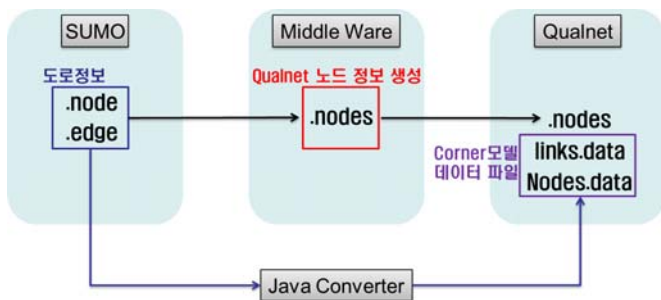 SUMO
Middle Ware
Qualnet
도로정보
.node
.edge
Qualnet 노드 정보 생성
.nodes
.nodes
Corner모델
데이터 파일
links.data
Nodes.data
Java Converter